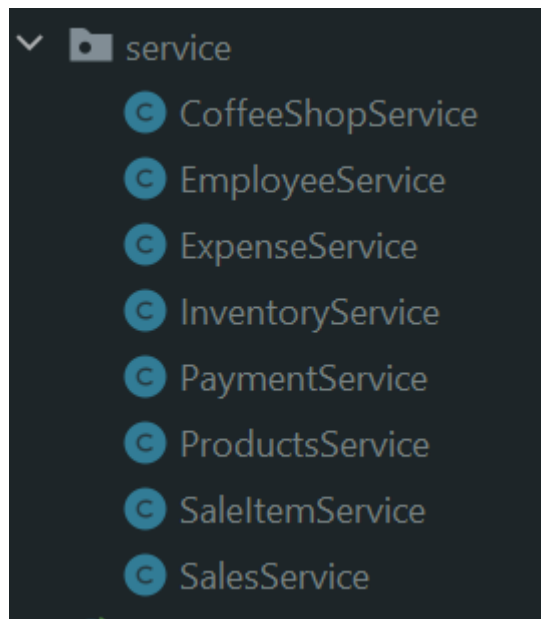 service
C CoffeeShopService
C EmployeeService
C ExpenseService
C InventoryService
C PaymentService
C ProductsService
C SaleItemService
C SalesService